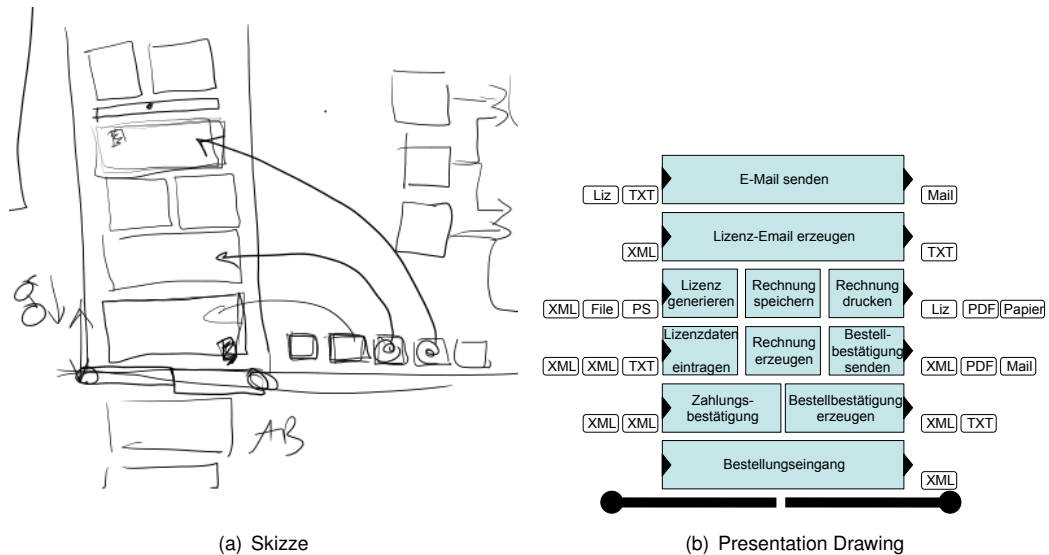 g
AB
(a) Skizze
E-Mail senden
Liz TXT Mail
Lizenz-Email erzeugen
XML TXT
Lizenz
generieren
Rechnung
speichern
Rechnung
drucken
XML File PS Liz PDF Papier
Lizenzdaten
eintragen
Rechnung
erzeugen
Bestell-
bestätigung
senden
XML XML TXT XML PDF Mail
Zahlungs-
bestätigung
Bestellbestätigung
erzeugen
XML XML XML TXT
Bestellungseingang
XML
(b) Presentation Drawing